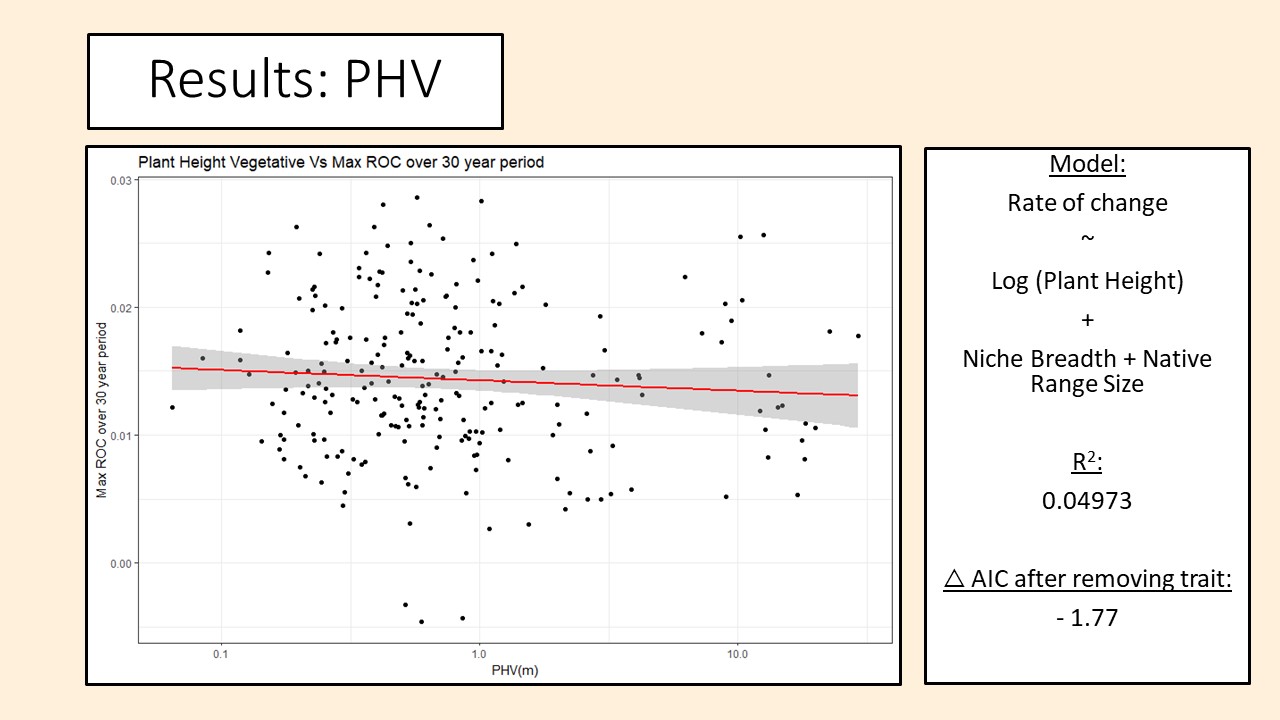 Results: PHV
Plant Height Vegetative Vs Max ROC over 30 year period
Max ROC over 30 year period
0.03
0.02
0.01
0.00
0.1
1.0
10.0
PHV(m)
Model:
Rate of change
~
Log (Plant Height)
+
Niche Breadth + Native
Range Size
R²:
0.04973
△ AIC after removing trait:
- 1.77